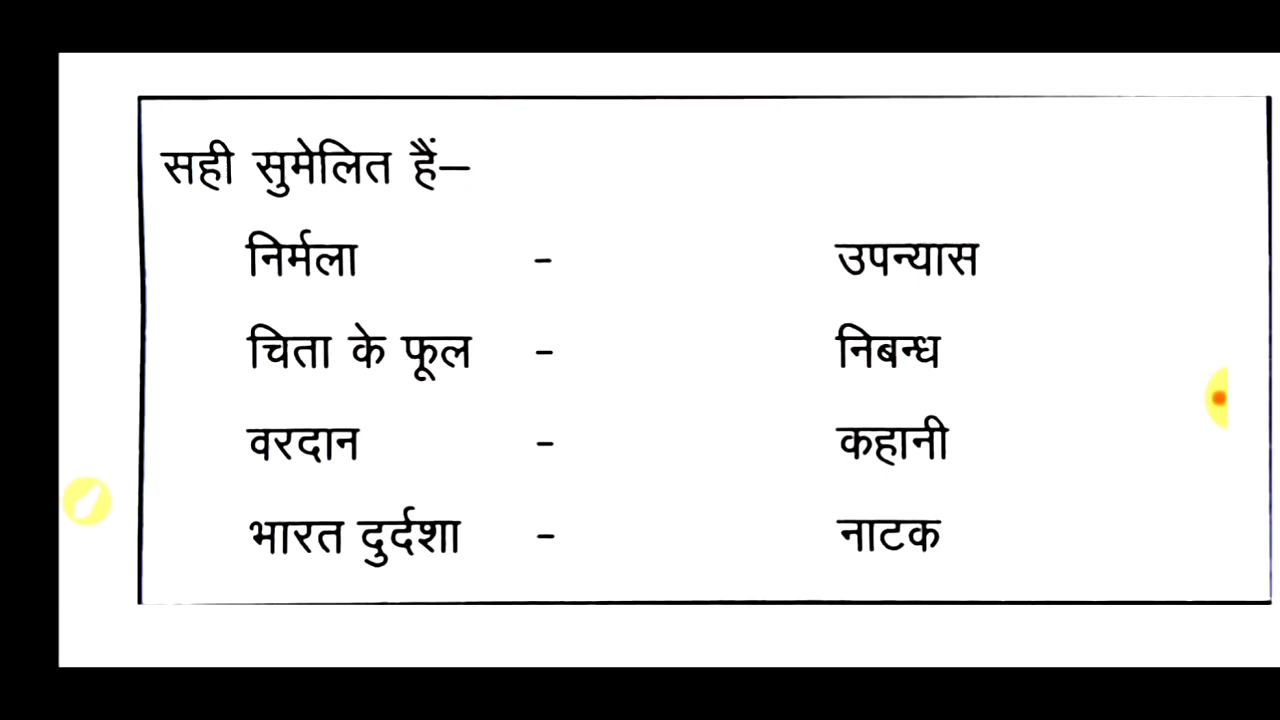 सही सुमेलित हैं–
निर्मला - उपन्यास
चिता के फूल - निबन्ध
वरदान - कहानी
भारत दुर्दशा - नाटक